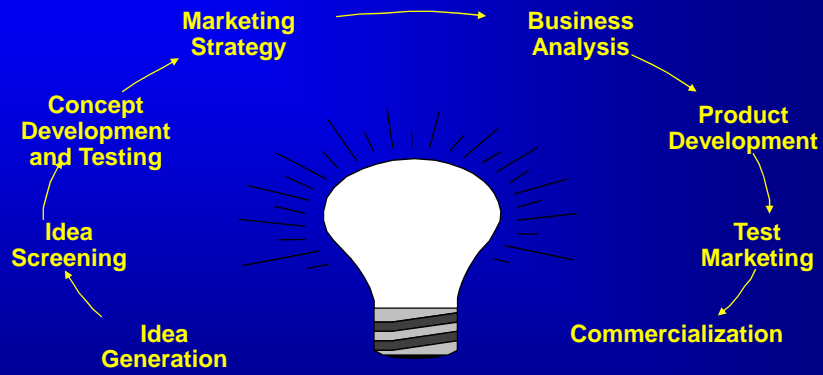 Marketing
Strategy
Business
Analysis
Concept
Development
and Testing
Product
Development
Idea
Screening
Test
Marketing
Idea
Generation
Commercialization